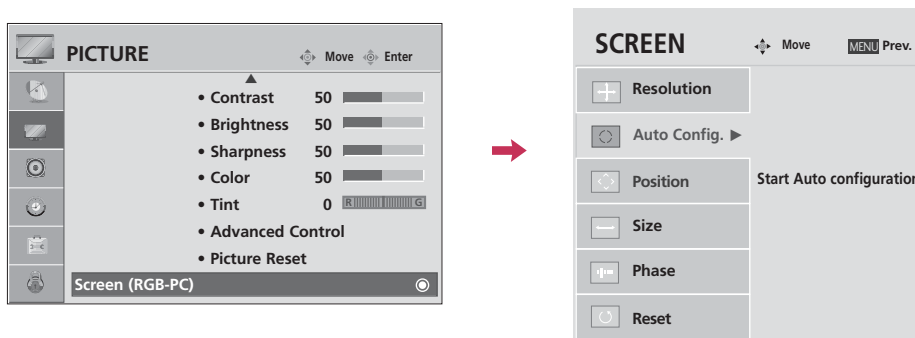 PICTURE
Move Enter
• Contrast 50
• Brightness 50
• Sharpness 50
• Color 50
• Tint 0 R G
• Advanced Control
• Picture Reset
Screen (RGB-PC)
SCREEN
Move MENU Prev.
Resolution
Auto Config. ►
Position
Size
Phase
Reset
Start Auto configuration